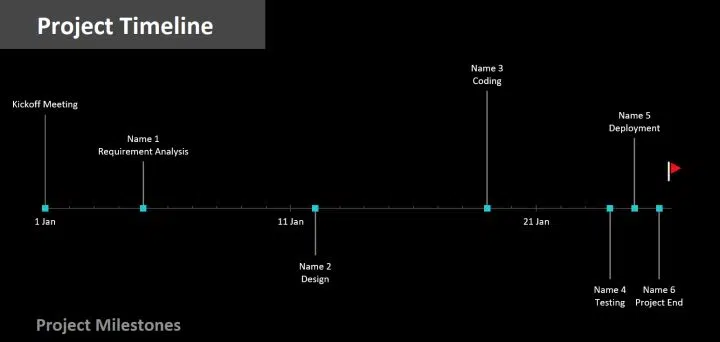 Project Timeline
Kickoff Meeting
Name 1
Requirement Analysis
Name 3
Coding
Name 5
Deployment
1 Jan
11 Jan
21 Jan
Name 2
Design
Name 4
Testing
Name 6
Project End
Project Milestones